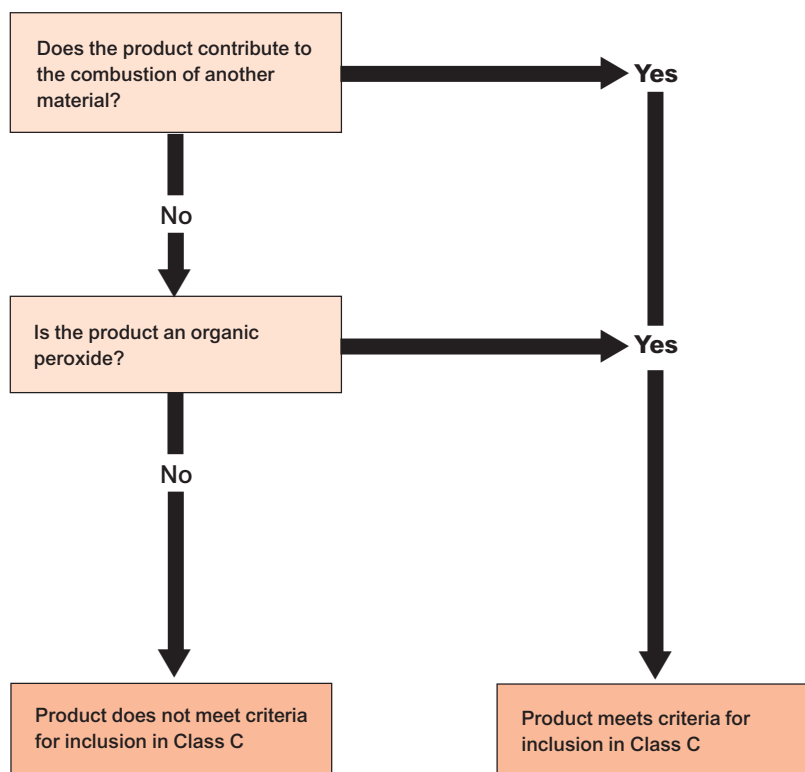 Does the product contribute to
the combustion of another
material?
Yes
No
Is the product an organic
peroxide?
Yes
No
Product does not meet criteria
for inclusion in Class C
Product meets criteria for
inclusion in Class C